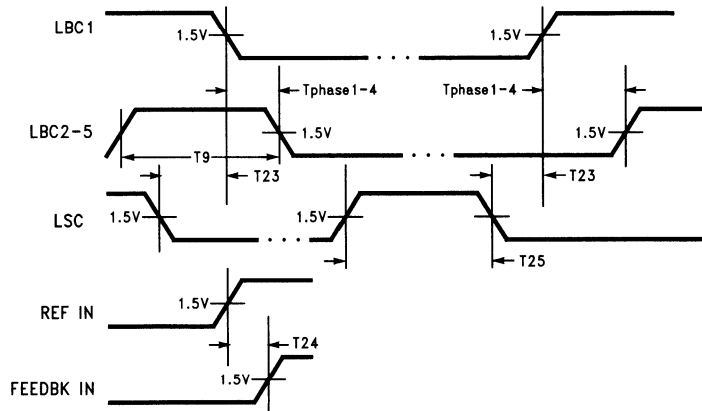 LBC1
1.5V
1.5V
Tphase1-4
Tphase1-4
LBC2-5
1.5V
1.5V
T9
T23
T23
LSC
1.5V
1.5V
1.5V
T25
REF IN
1.5V
T24
FEEDBK IN
1.5V